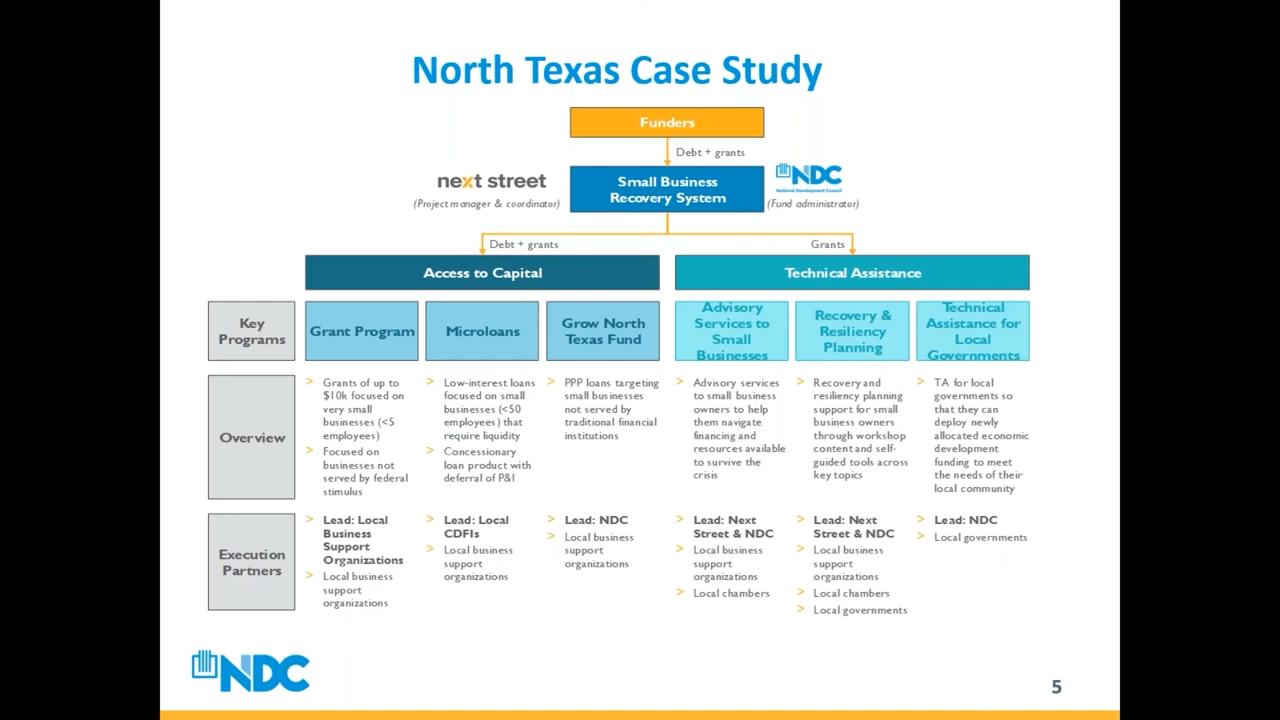 North Texas Case Study
Funders
Debt + grants
next street
(Project manager & coordinator)
Small Business
Recovery System
NDC
National Development Council
(Fund administrator)
Debt + grants
Grants
Access to Capital
Technical Assistance
Key
Programs
Grant Program
Microloans
Grow North
Texas Fund
Advisory
Services to
Small
Businesses
Recovery &
Resiliency
Planning
Technical
Assistance for
Local
Governments
Overview
> Grants of up to
$10k focused on
very small
businesses (<5
employees)
> Focused on
businesses not
served by federal
stimulus
> Low-interest loans
focused on small
businesses (<50
employees) that
require liquidity
> Concessionary
loan product with
deferral of P&I
> PPP loans targeting
small businesses
not served by
traditional financial
institutions
> Advisory services
to small business
owners to help
them navigate
financing and
resources available
to survive the
crisis
> Recovery and
resiliency planning
support for small
business owners
through workshop
content and self-
guided tools across
key topics
> TA for local
governments so
that they can
deploy newly
allocated economic
development
funding to meet
the needs of their
local community
Execution
Partners
> Lead: Local
Business
Support
Organizations
> Local business
support
organizations
> Lead: Local
CDFIs
> Local business
support
organizations
> Lead: NDC
> Local business
support
organizations
> Lead: Next
Street & NDC
> Local business
support
organizations
> Local chambers
> Lead: Next
Street & NDC
> Local business
support
organizations
> Local chambers
> Local governments
> Lead: NDC
> Local governments
NDC
5